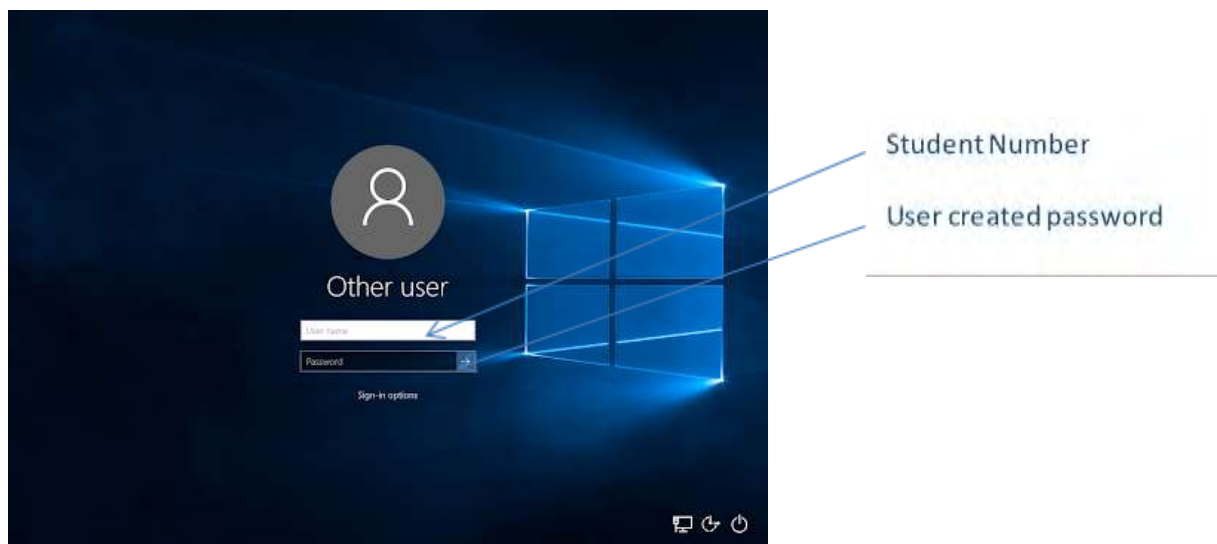 Student Number
User created password
Other user
User name
Password
Sign-in options